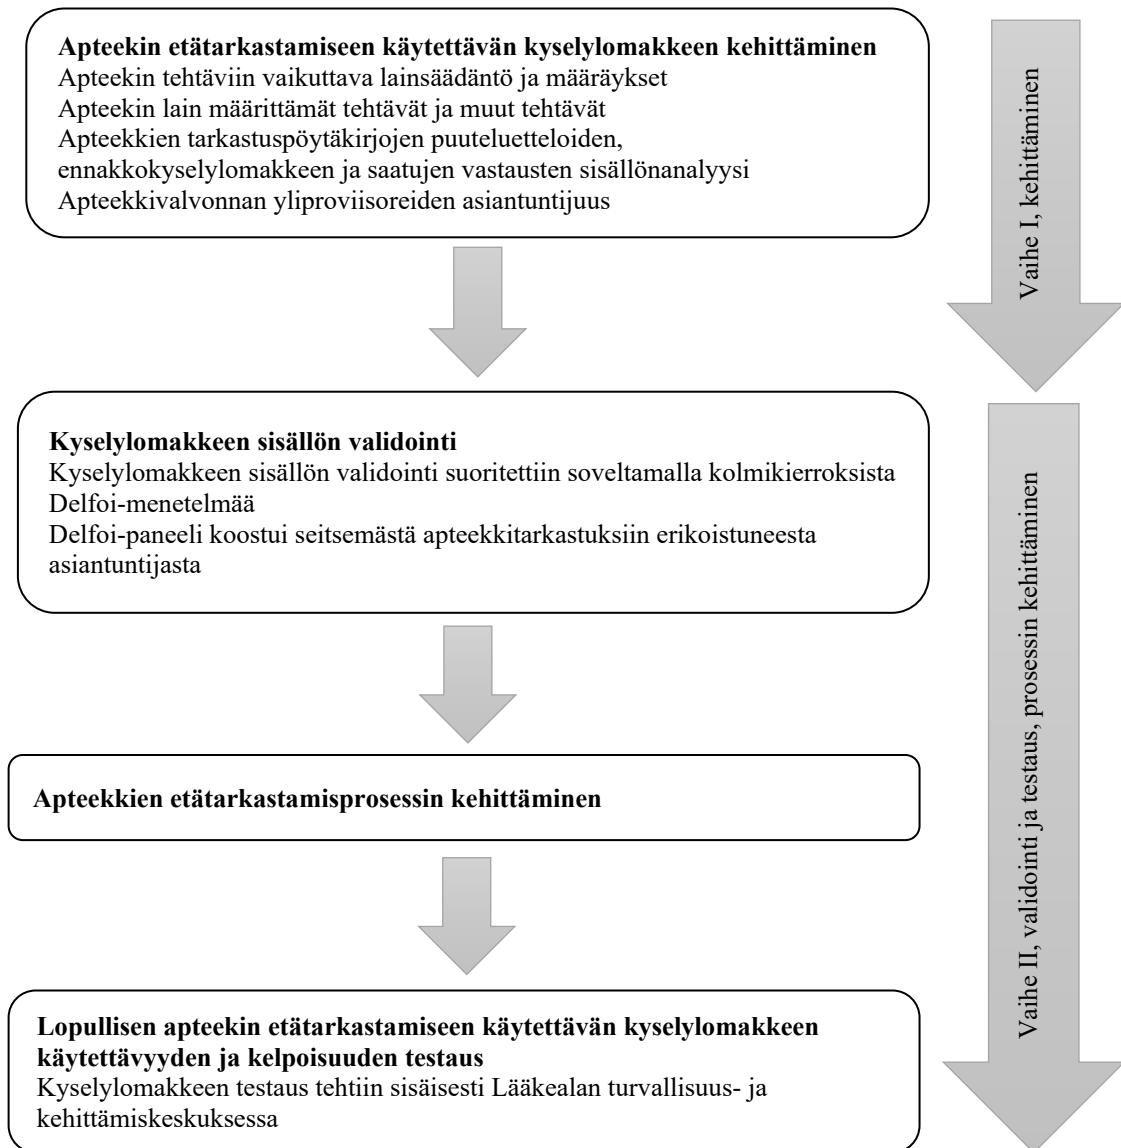 Apteekin etätarkastamiseen käytettävän kyselylomakkeen kehittäminen
Apteekin tehtäviin vaikuttava lainsäädäntö ja määräykset
Apteekin lain määrittämät tehtävät ja muut tehtävät
Apteekkien tarkastuspöytäkirjojen puuteluetteloiden,
ennakkokyselylomakkeen ja saatujen vastausten sisällönanalyysi
Apteekkivalvonnan yliproviisoreiden asiantuntijuus
Vaihe I, kehittäminen
Kyselylomakkeen sisällön validointi
Kyselylomakkeen sisällön validointi suoritettiin soveltamalla kolmikierroksista
Delfoi-menetelmää
Delfoi-paneeli koostui seitsemästä apteekkitarkastuksiin erikoistuneesta
asiantuntijasta
Apteekkien etätarkastamisprosessin kehittäminen
Lopullisen apteekin etätarkastamiseen käytettävän kyselylomakkeen
käytettävyyden ja kelpoisuuden testaus
Kyselylomakkeen testaus tehtiin sisäisesti Lääkealan turvallisuus- ja
kehittämiskeskuksessa
Vaihe II, validointi ja testaus, prosessin kehittäminen